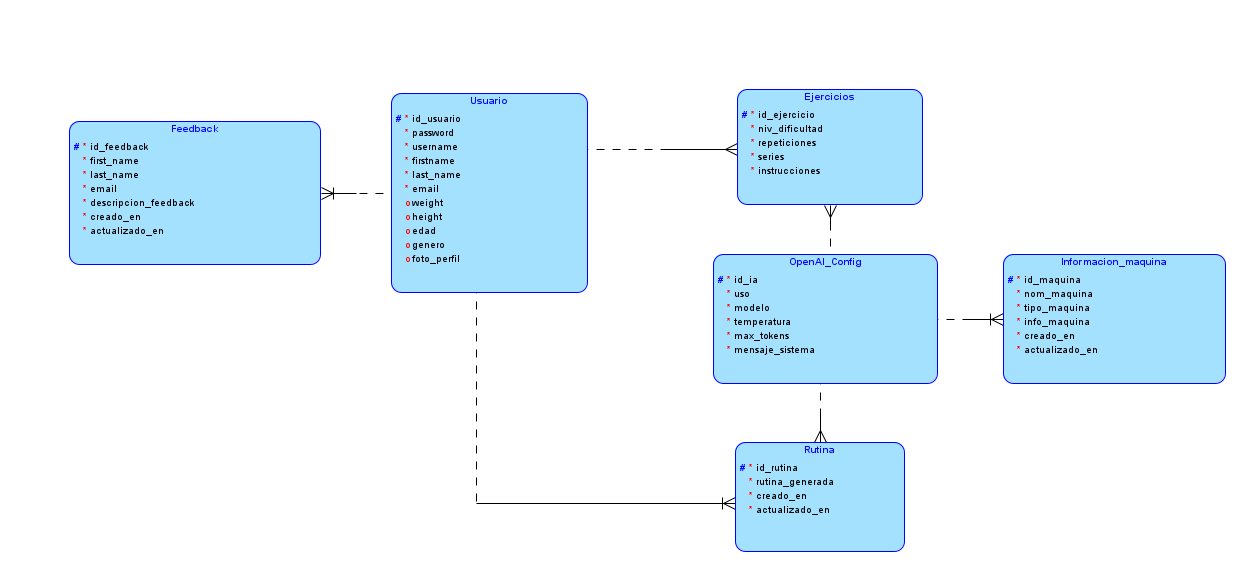 Feedback
# * id_feedback
* first_name
* last_name
* email
* descripcion_feedback
* creado_en
* actualizado_en
Usuario
# * id_usuario
* password
* username
* firstname
* last_name
* email
o weight
o height
o edad
o genero
o foto_perfil
Ejercicios
# * id_ejercicio
* niv_dificultad
* repeticiones
* series
* instrucciones
OpenAI_Config
# * id_ia
* uso
* modelo
* temperatura
* max_tokens
* mensaje_sistema
Informacion_maquina
# * id_maquina
* nom_maquina
* tipo_maquina
* info_maquina
* creado_en
* actualizado_en
Rutina
# * id_rutina
* rutina_generada
* creado_en
* actualizado_en